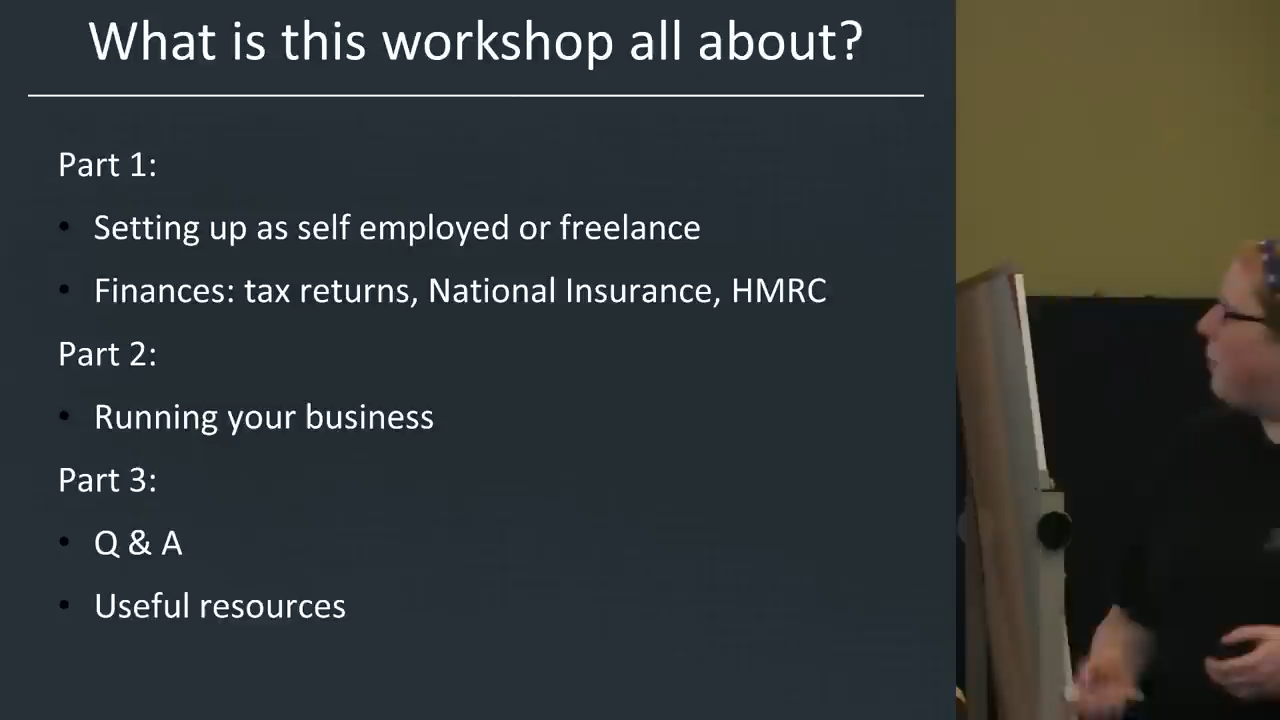 What is this workshop all about?
Part 1:
• Setting up as self employed or freelance
• Finances: tax returns, National Insurance, HMRC
Part 2:
• Running your business
Part 3:
• Q & A
• Useful resources